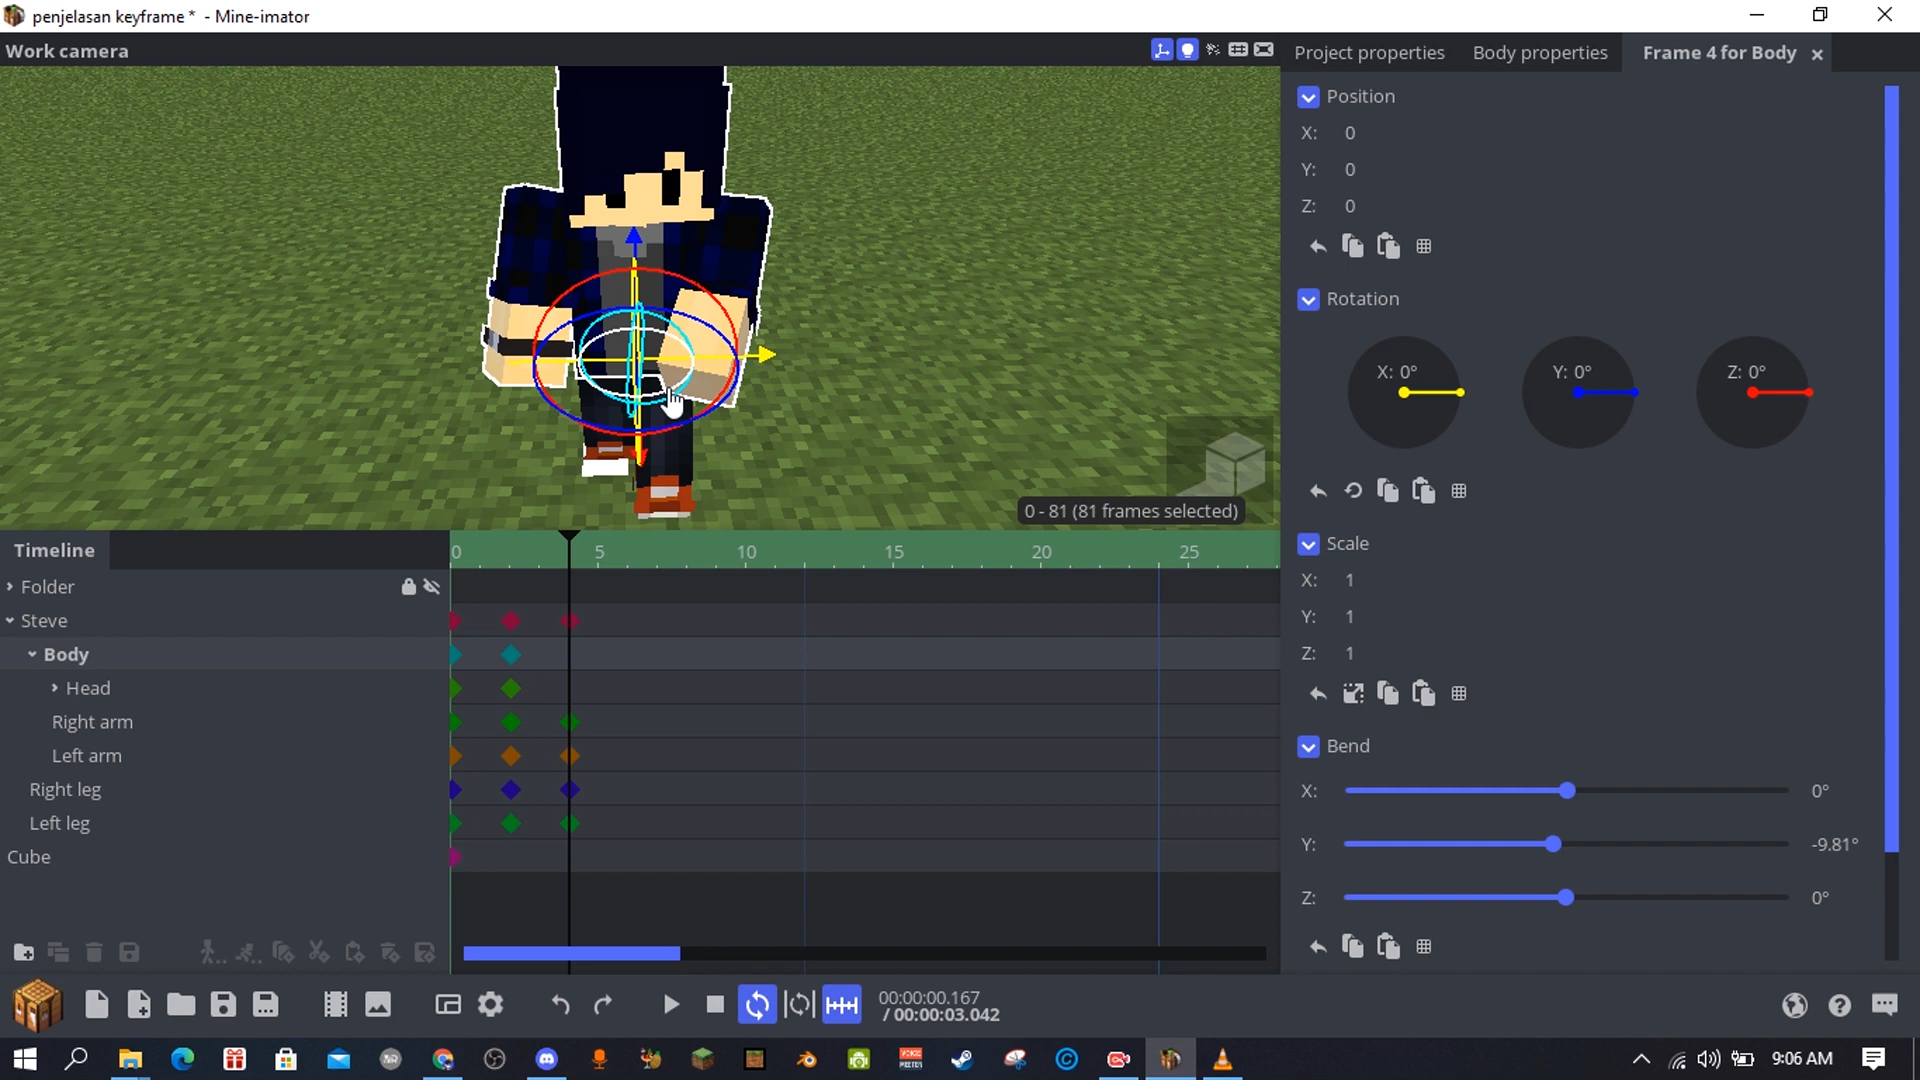 penjelasan keyframe * - Mine-imator
Work camera
Project properties
Body properties
Frame 4 for Body
Position
X: 0
Y: 0
Z: 0
Rotation
X: 0°
Y: 0°
Z: 0°
Scale
X: 1
Y: 1
Z: 1
Bend
X: 0°
Y: -9.81°
Z: 0°
0 - 81 (81 frames selected)
Timeline
0 5 10 15 20 25
Folder
Steve
Body
Head
Right arm
Left arm
Right leg
Left leg
Cube
00:00:00.167
/ 00:00:03.042
9:06 AM